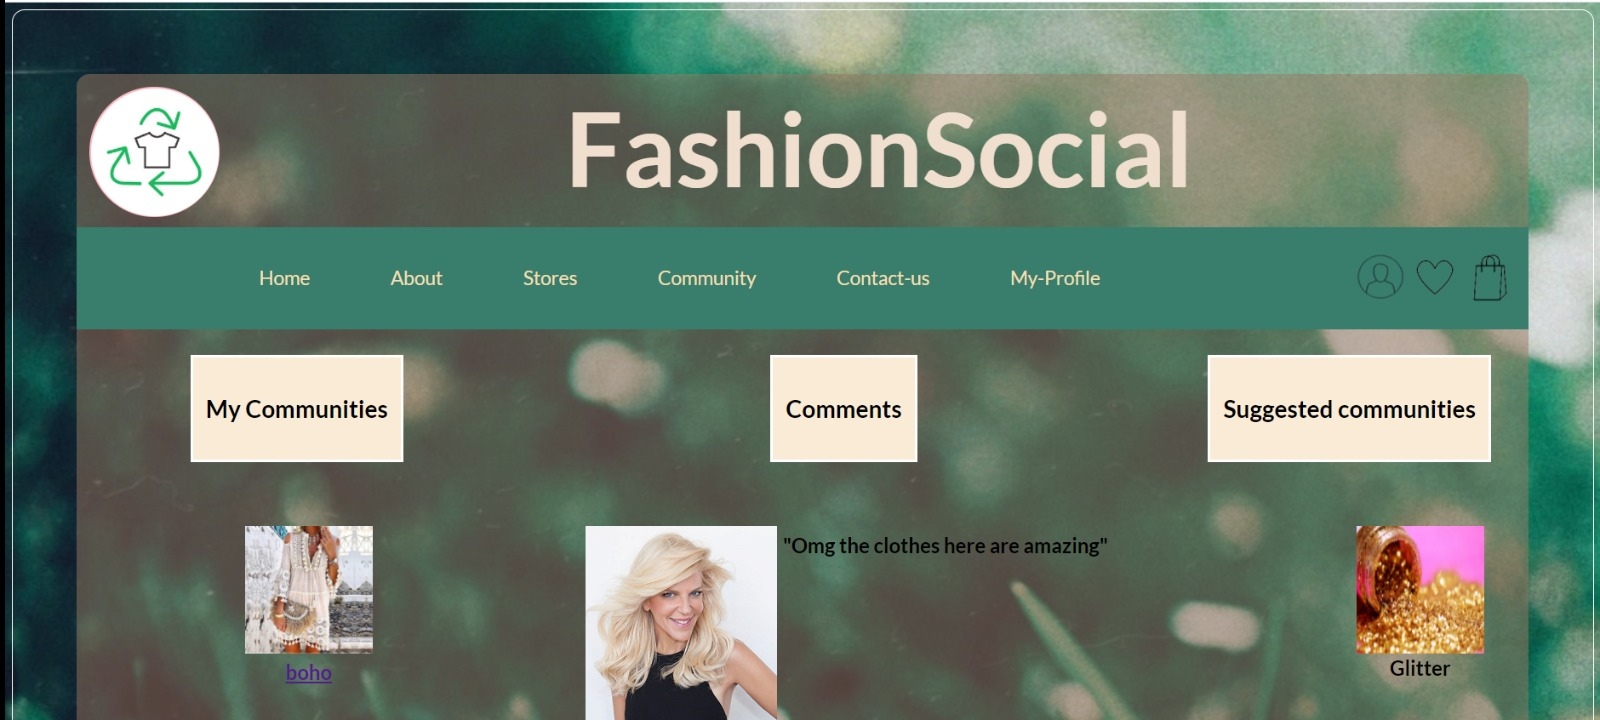 FashionSocial
Home About Stores Community Contact-us My-Profile
My Communities
Comments
Suggested communities
"Omg the clothes here are amazing"
boho
Glitter